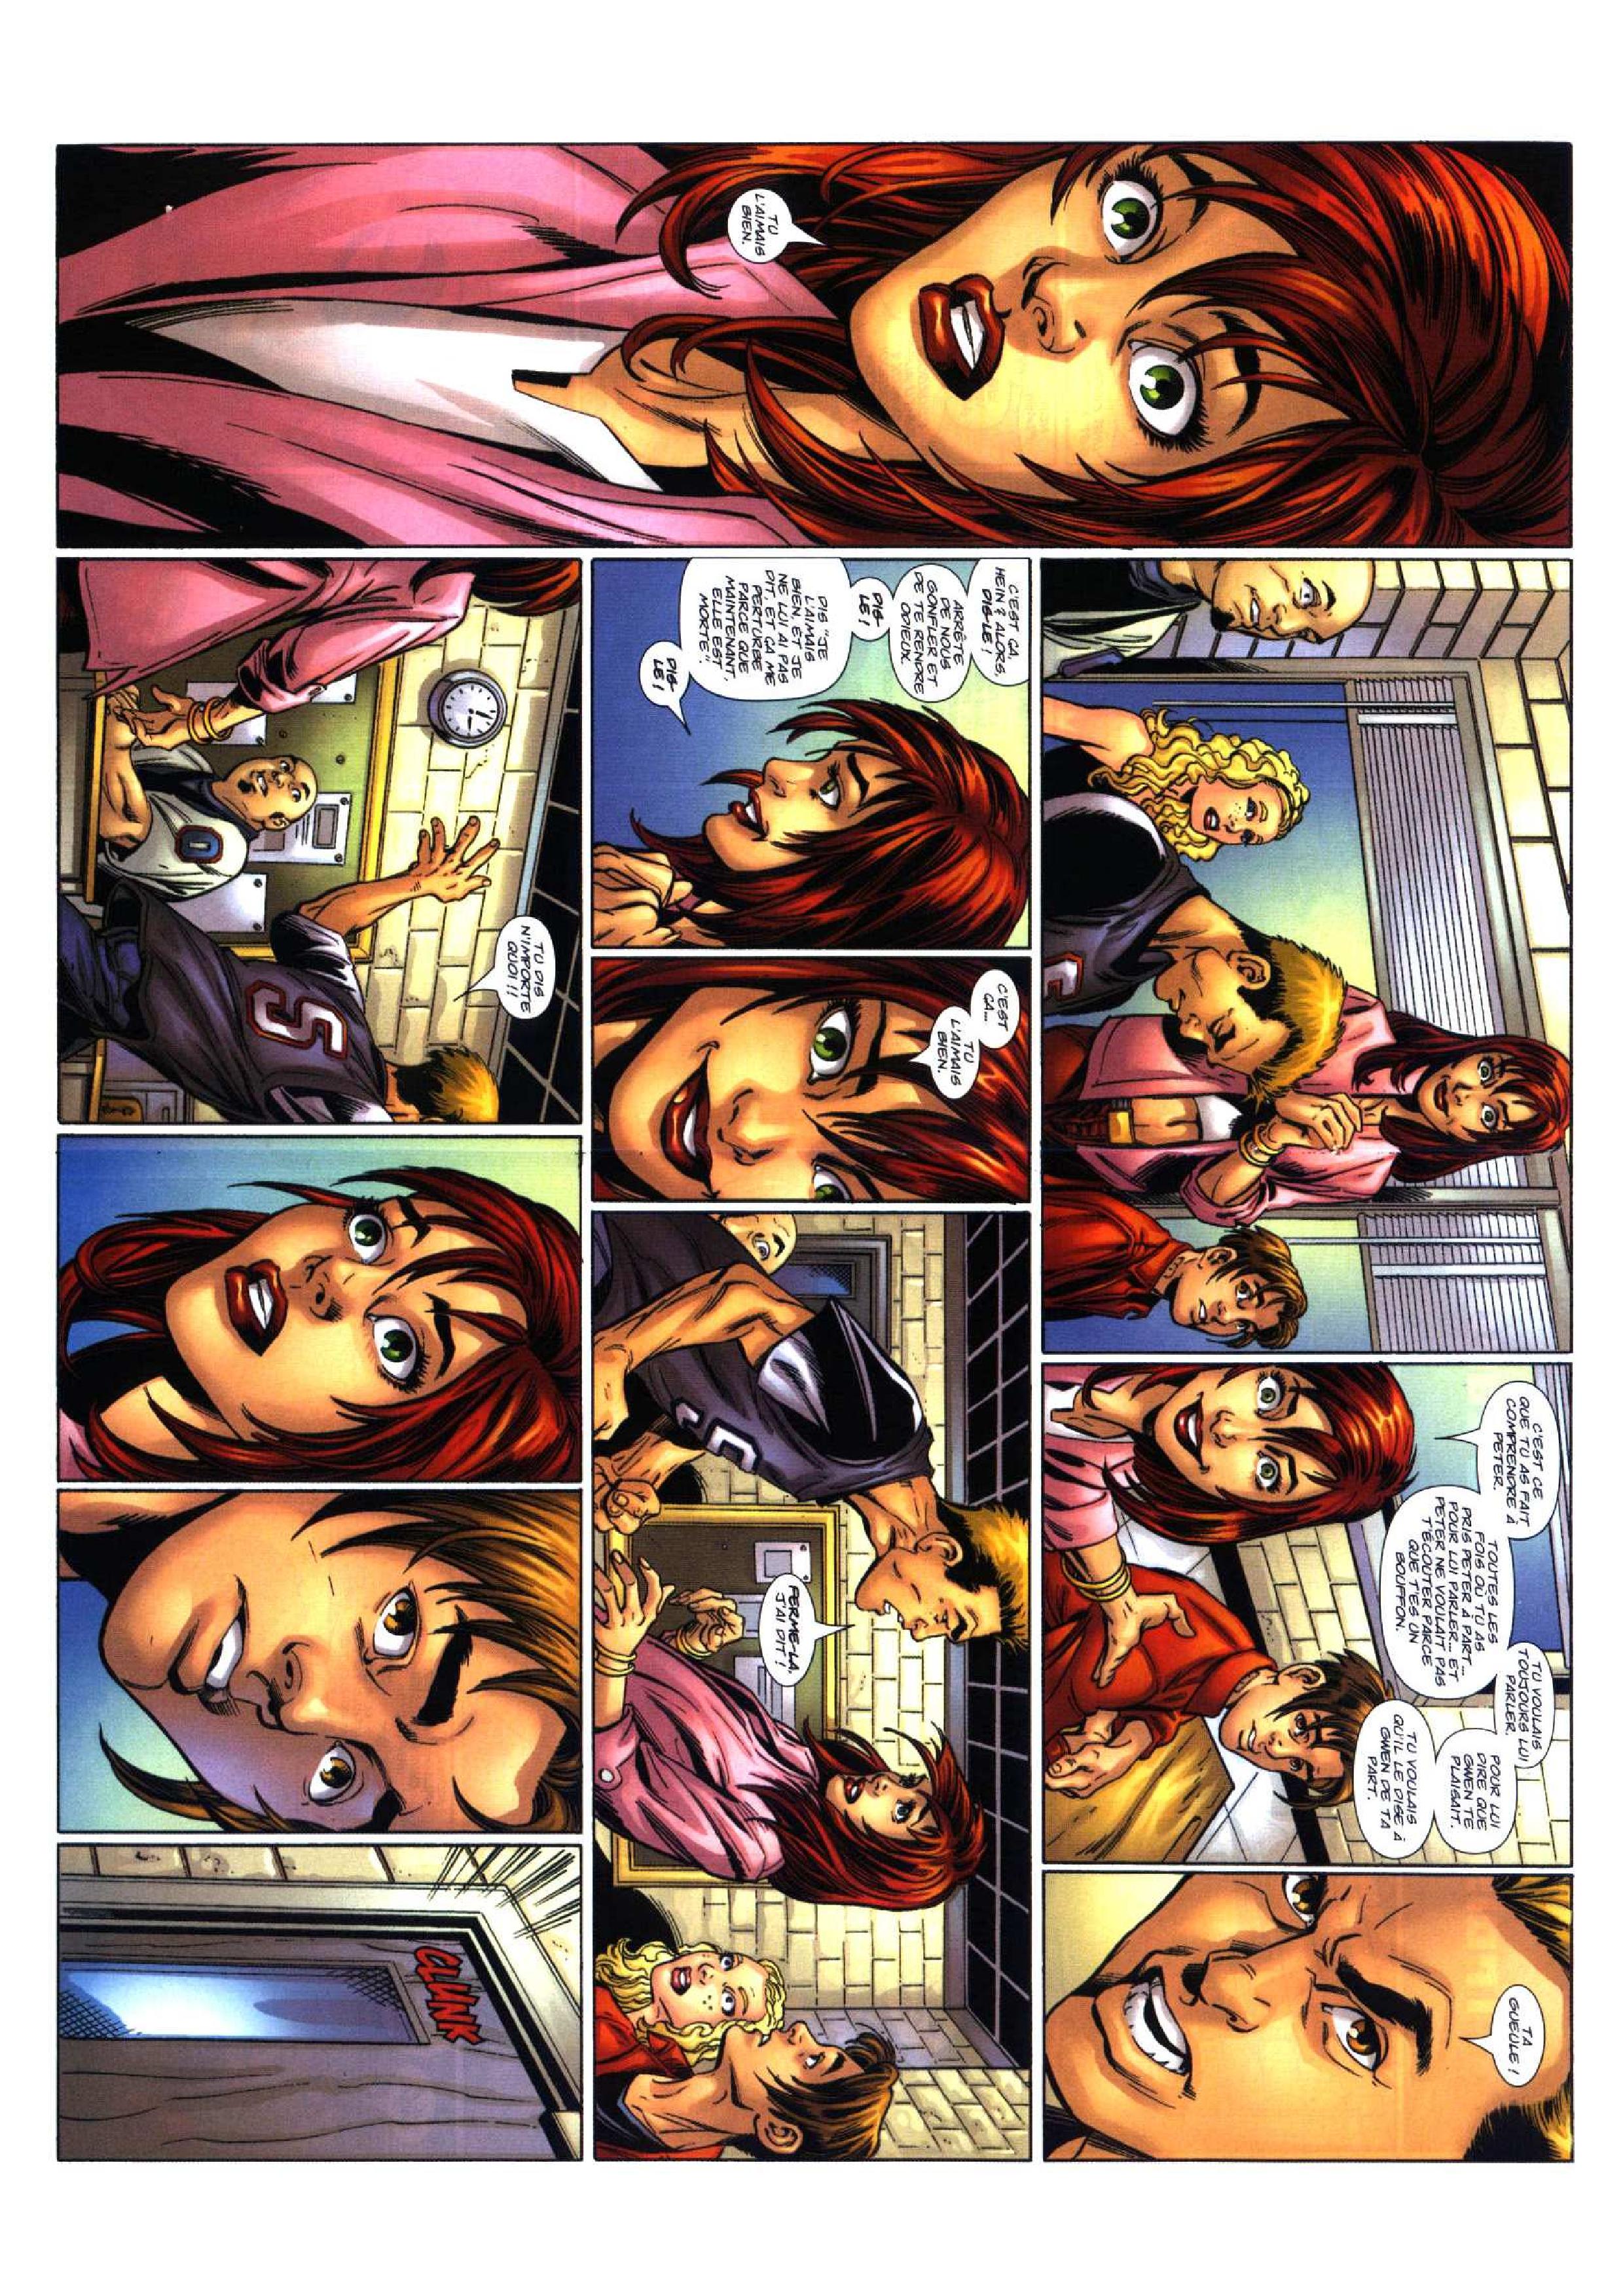 TU
L'AIMAIS
BIEN.
C'EST CE
QUE TU AS FAIT
COMPRENDRE À
PETER.
TOUTES LES
FOIS OÙ TU AS
PRIS PETER À PART...
POUR LUI PARLER... ET
PETER NE VOULAIT PAS
T'ÉCOUTER PARCE
QUE T'ES UN
BOUFFON.
TU VOULAIS
TOUJOURS LUI
PARLER.
POUR LUI
DIRE QUE
GWEN TE
PLAISAIT.
TU VOULAIS
QU'IL LE DISE À
GWEN DE TA
PART.
TA
GUEULE !
C'EST ÇA,
HEIN ? ALORS,
DIS-LE !
ARRÊTE
DE NOUS
GONFLER ET
DE TE RENDRE
ODIEUX.
DIS-
LE !
DIS "JE
L'AIMAIS
BIEN, ET JE
NE LUI AI PAS
DIT ET ÇA ME
PERTURBE
PARCE QUE
MAINTENANT,
ELLE EST
MORTE".
DIS-
LE !
C'EST
ÇA...
TU
L'AIMAIS
BIEN.
FERME-LA,
J'AI DIT !
TU DIS
N'IMPORTE
QUOI !!
CLUNK